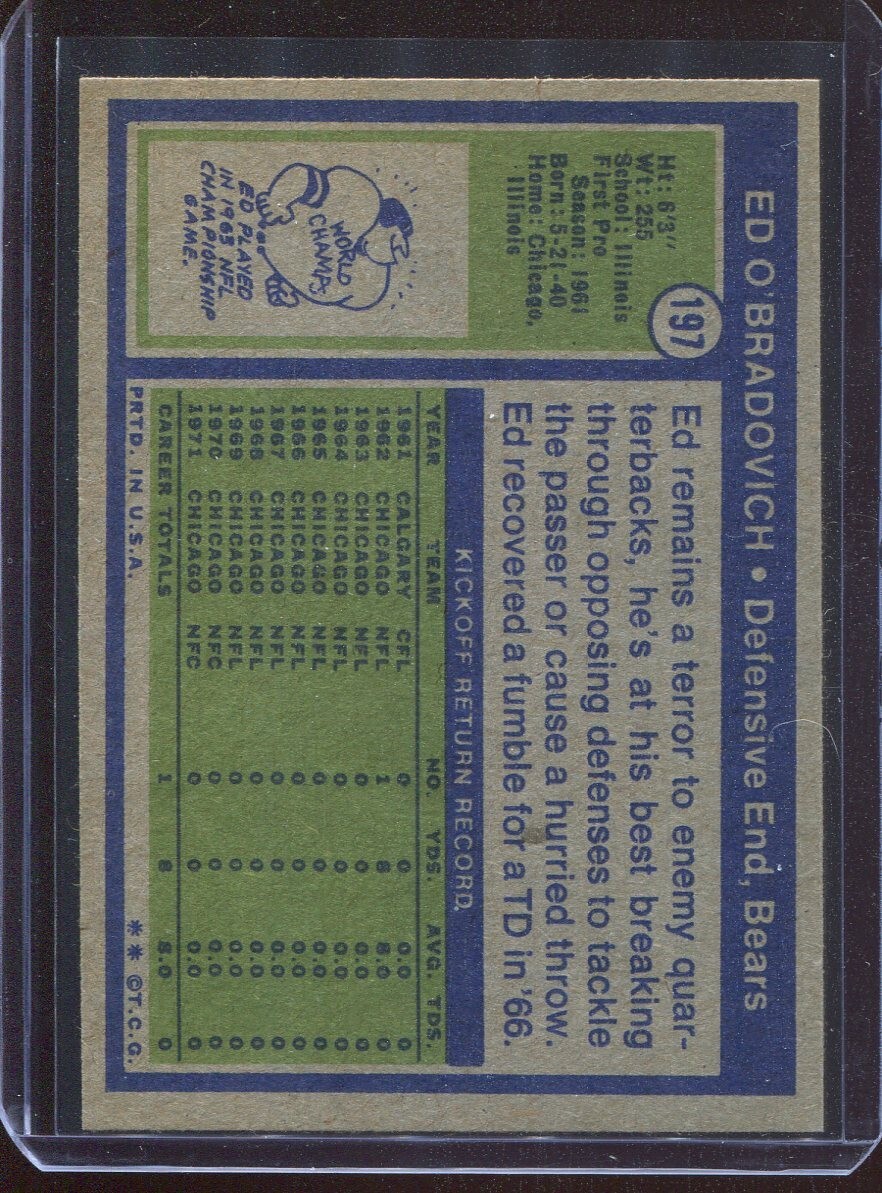 ED O'BRADOVICH • Defensive End, Bears
197
Ht: 6'3"
Wt: 255
School: Illinois
First Pro
Season: 1961
Born: 5-21-40
Home: Chicago,
Illinois
WORLD
CHAMPS
ED PLAYED
IN 1963 NFL
CHAMPIONSHIP
GAME.
Ed remains a terror to enemy quar-
terbacks, he's at his best breaking
through opposing defenses to tackle
the passer or cause a hurried throw.
Ed recovered a fumble for a TD in '66.
KICKOFF RETURN RECORD
YEAR TEAM NO. YDS. AVG. TDS.
1961 CALGARY CFL 0 0 0.0 0
1962 CHICAGO NFL 1 8 8.0 0
1963 CHICAGO NFL 0 0 0.0 0
1964 CHICAGO NFL 0 0 0.0 0
1965 CHICAGO NFL 0 0 0.0 0
1966 CHICAGO NFL 0 0 0.0 0
1967 CHICAGO NFL 0 0 0.0 0
1968 CHICAGO NFL 0 0 0.0 0
1969 CHICAGO NFL 0 0 0.0 0
1970 CHICAGO NFC 0 0 0.0 0
1971 CHICAGO NFC 0 0 0.0 0
CAREER TOTALS 1 8 8.0 0
PRTD. IN U.S.A. ** ©T.C.G.